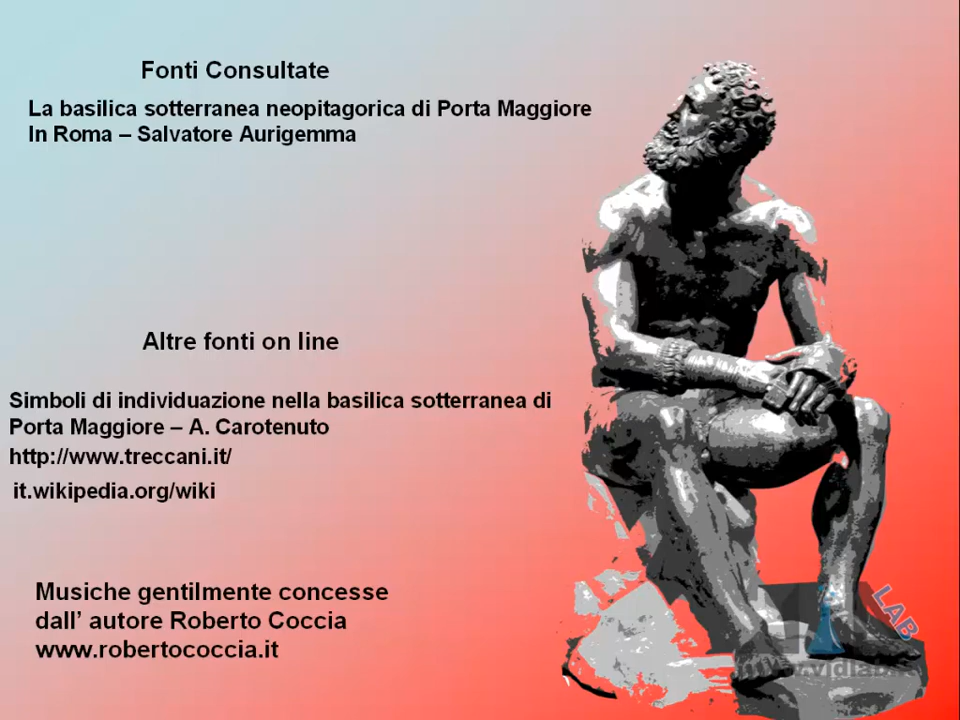 Fonti Consultate
La basilica sotterranea neopitagorica di Porta Maggiore
In Roma – Salvatore Aurigemma
Altre fonti on line
Simboli di individuazione nella basilica sotterranea di
Porta Maggiore – A. Carotenuto
http://www.treccani.it/
it.wikipedia.org/wiki
Musiche gentilmente concesse
dall’ autore Roberto Coccia
www.robertococcia.it
LAB